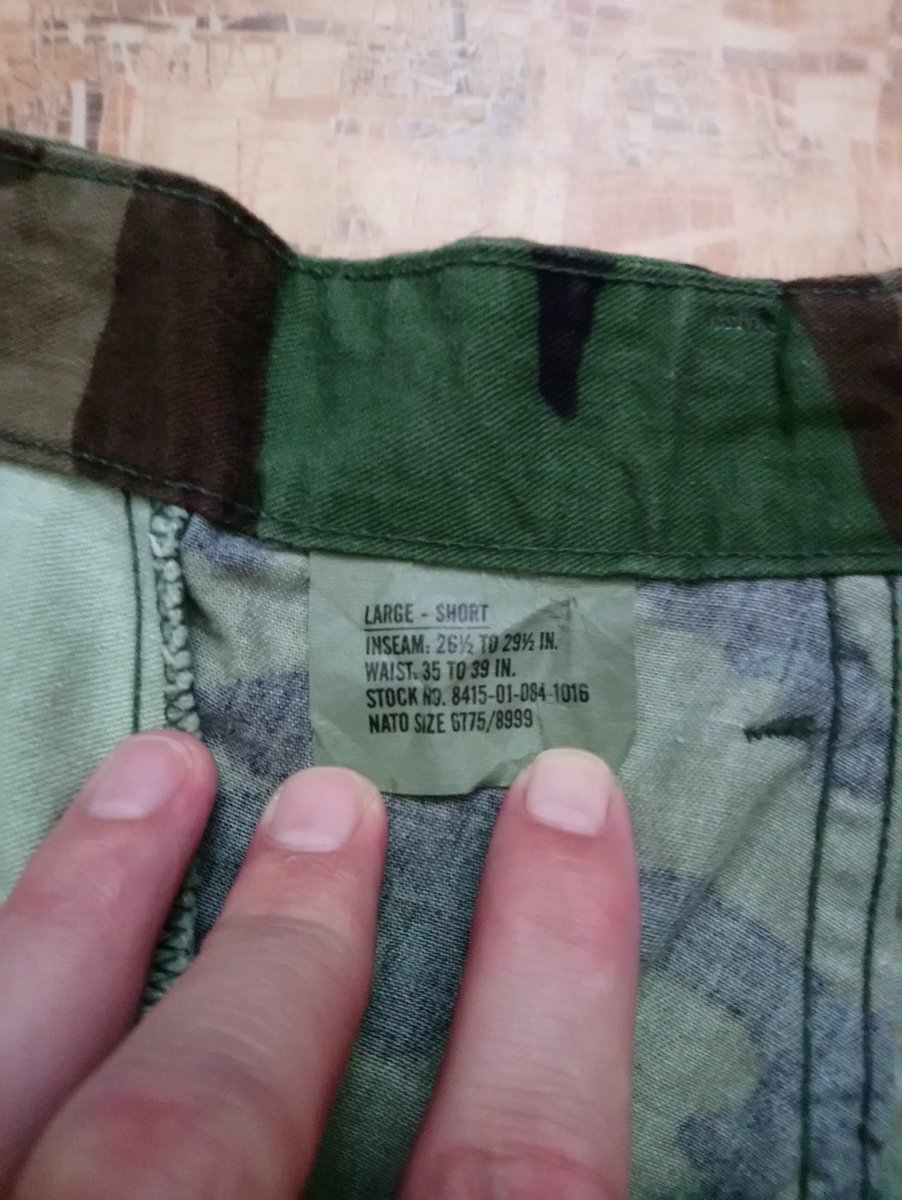 LARGE - SHORT
INSEAM: 26½ TO 29½ IN.
WAIST: 35 TO 39 IN.
STOCK NO. 8415-01-084-1016
NATO SIZE 6775/8999